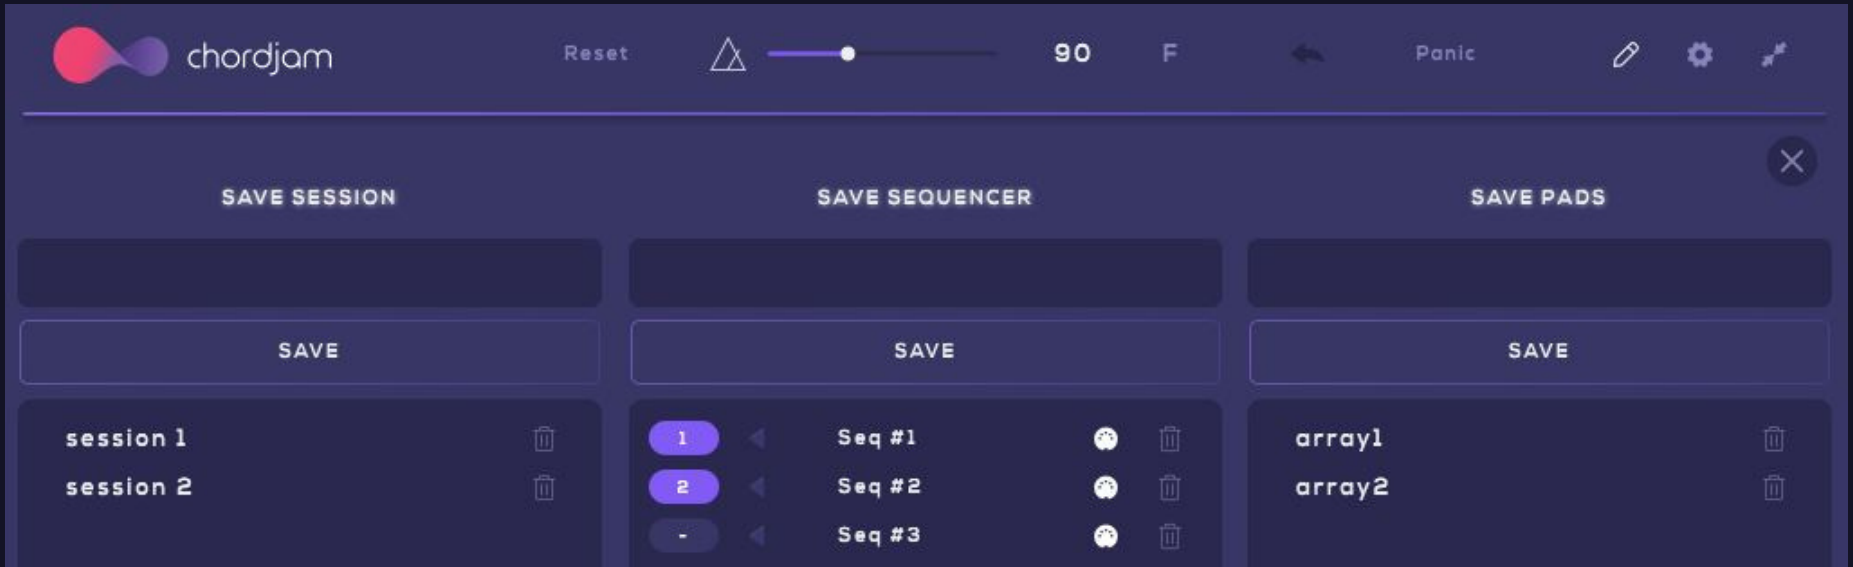 chordjam Reset 90 F Panic
SAVE SESSION
SAVE SEQUENCER
SAVE PADS
SAVE
SAVE
SAVE
session 1
session 2
1 Seq #1
2 Seq #2
- Seq #3
array1
array2